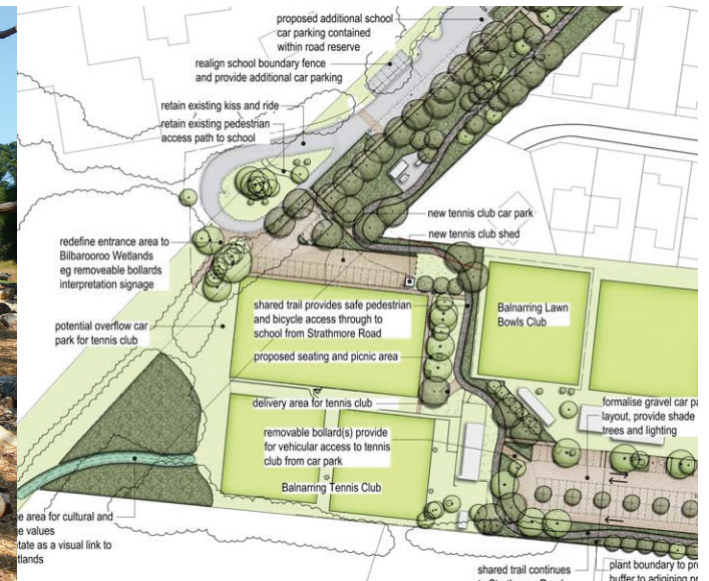 proposed additional school
car parking contained
within road reserve
realign school boundary fence
and provide additional car parking
retain existing kiss and ride
retain existing pedestrian
access path to school
new tennis club car park
new tennis club shed
redefine entrance area to
Bilbarooroo Wetlands
eg removeable bollards
interpretation signage
shared trail provides safe pedestrian
and bicycle access through to
school from Strathmore Road
Balnarring Lawn
Bowls Club
potential overflow car
park for tennis club
proposed seating and picnic area
delivery area for tennis club
formalise gravel car
layout, provide shade
trees and lighting
removable bollard(s) provide
for vehicular access to tennis
club from car park
Balnarring Tennis Club
area for cultural and
values
as a visual link to
shared trail continues
plant boundary to
buffer to adjoining